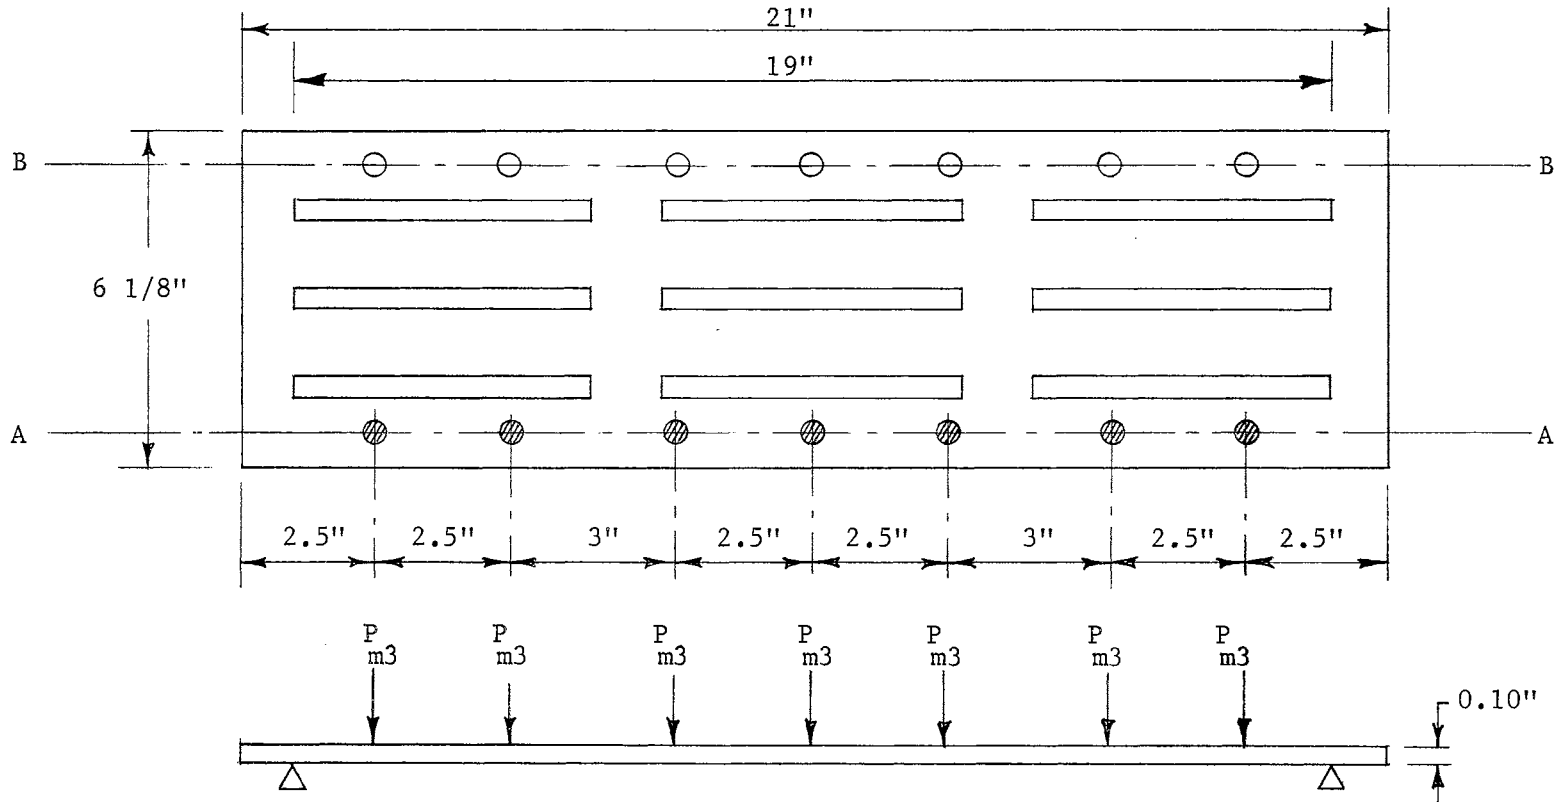 21"
19"
B B
6 1/8"
A A
2.5" 2.5" 3" 2.5" 2.5" 3" 2.5" 2.5"
P P P P P P P
m3 m3 m3 m3 m3 m3 m3
0.10"